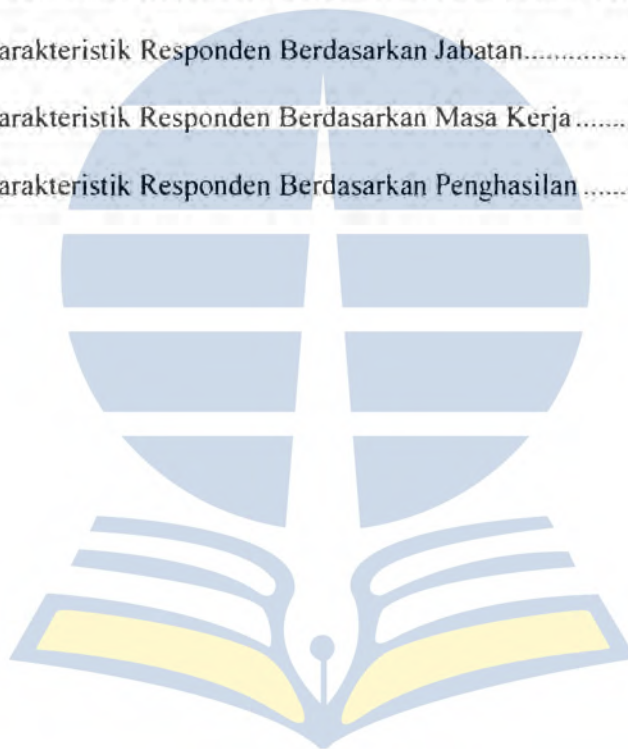 arakteristik Responden Berdasarkan Jabatan..............
arakteristik Responden Berdasarkan Masa Kerja .......
arakteristik Responden Berdasarkan Penghasilan ......